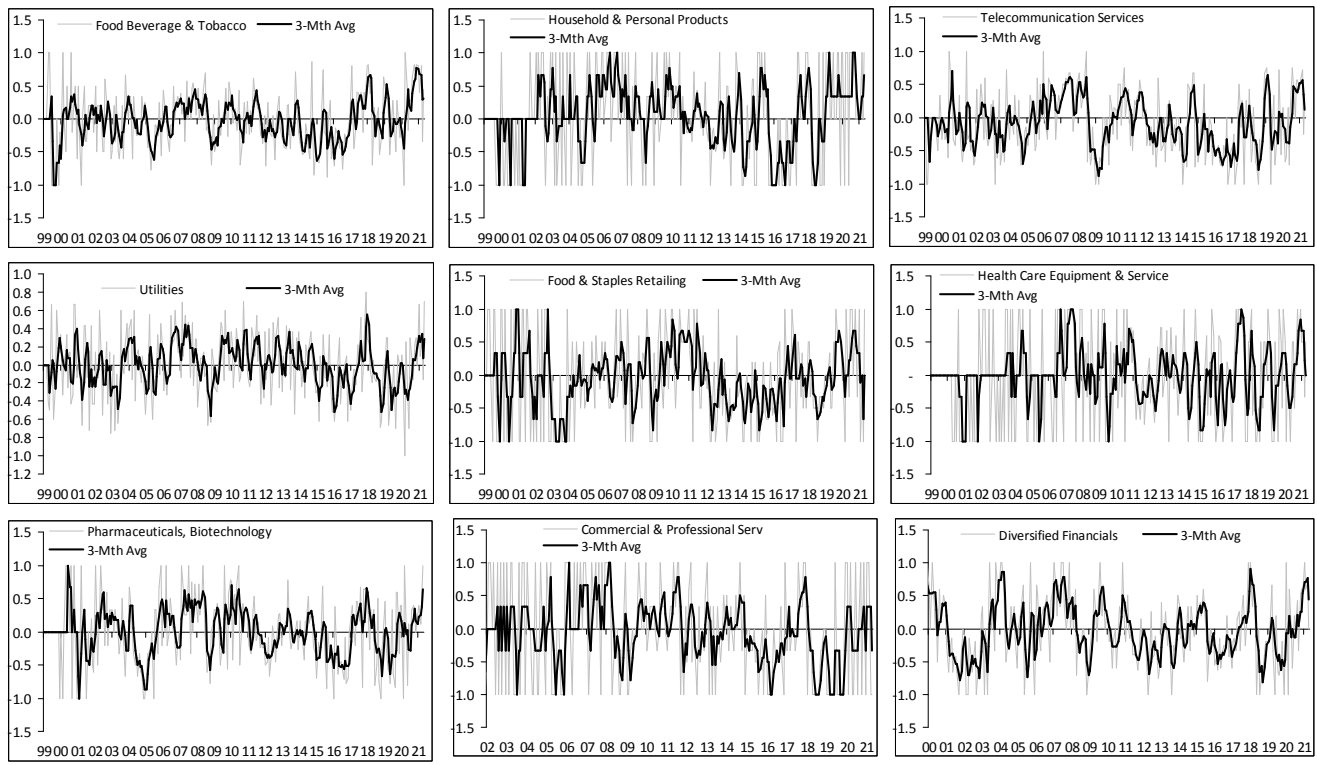 Food Beverage & Tobacco 3-Mth Avg
1.5
1.0
0.5
0.0
-0.5
-1.0
-1.5
99 00 01 02 03 04 05 06 07 08 09 10 11 12 13 14 15 16 17 18 19 20 21
Household & Personal Products
3-Mth Avg
1.5
1.0
0.5
0.0
-0.5
-1.0
-1.5
99 00 01 02 03 04 05 06 07 08 09 10 11 12 13 14 15 16 17 18 19 20 21
Telecommunication Services
3-Mth Avg
1.5
1.0
0.5
0.0
-0.5
-1.0
-1.5
99 00 01 02 03 04 05 06 07 08 09 10 11 12 13 14 15 16 17 18 19 20 21
Utilities 3-Mth Avg
1.0
0.8
0.6
0.4
0.2
0.0
-0.2
-0.4
-0.6
-0.8
-1.0
-1.2
99 00 01 02 03 04 05 06 07 08 09 10 11 12 13 14 15 16 17 18 19 20 21
Food & Staples Retailing 3-Mth Avg
1.5
1.0
0.5
0.0
-0.5
-1.0
-1.5
99 00 01 02 03 04 05 06 07 08 09 10 11 12 13 14 15 16 17 18 19 20 21
Health Care Equipment & Service
3-Mth Avg
1.5
1.0
0.5
-
-0.5
-1.0
-1.5
99 00 01 02 03 04 05 06 07 08 09 10 11 12 13 14 15 16 17 18 19 20 21
Pharmaceuticals, Biotechnology
3-Mth Avg
1.5
1.0
0.5
0.0
-0.5
-1.0
-1.5
99 00 01 02 03 04 05 06 07 08 09 10 11 12 13 14 15 16 17 18 19 20 21
Commercial & Professional Serv
3-Mth Avg
1.5
1.0
0.5
0.0
-0.5
-1.0
-1.5
02 03 04 05 06 07 08 09 10 11 12 13 14 15 16 17 18 19 20 21
Diversified Financials 3-Mth Avg
1.5
1.0
0.5
0.0
-0.5
-1.0
-1.5
00 01 02 03 04 05 06 07 08 09 10 11 12 13 14 15 16 17 18 19 20 21